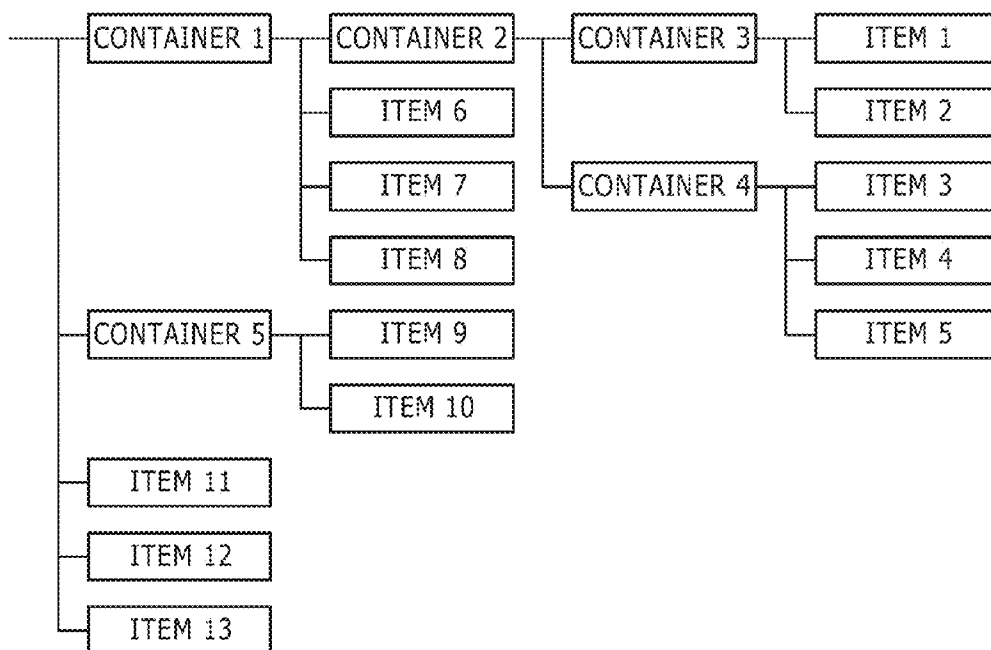 CONTAINER 1 CONTAINER 2 CONTAINER 3 ITEM 1
ITEM 6 ITEM 2
ITEM 7 CONTAINER 4 ITEM 3
ITEM 8 ITEM 4
CONTAINER 5 ITEM 9 ITEM 5
ITEM 10
ITEM 11
ITEM 12
ITEM 13